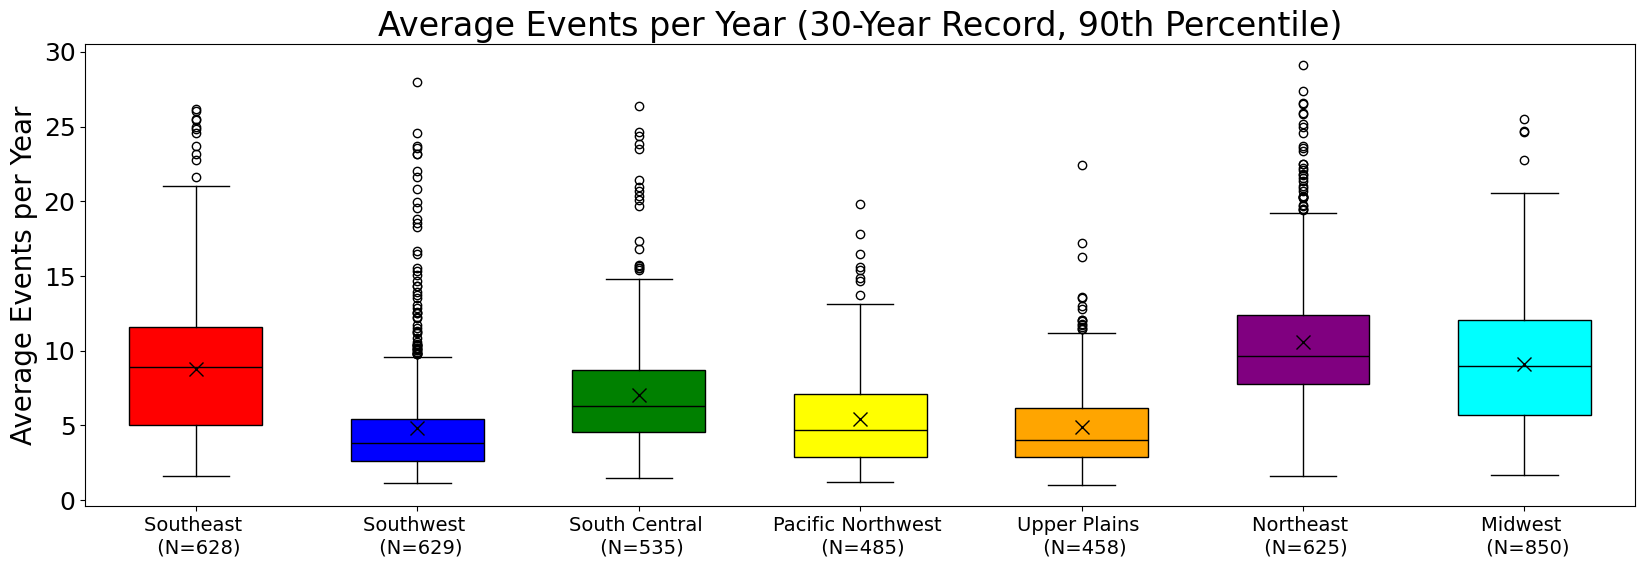 Average Events per Year (30-Year Record, 90th Percentile)
Average Events per Year
30
25
20
15
10
5
0
Southeast
(N=628)
Southwest
(N=629)
South Central
(N=535)
Pacific Northwest
(N=485)
Upper Plains
(N=458)
Northeast
(N=625)
Midwest
(N=850)